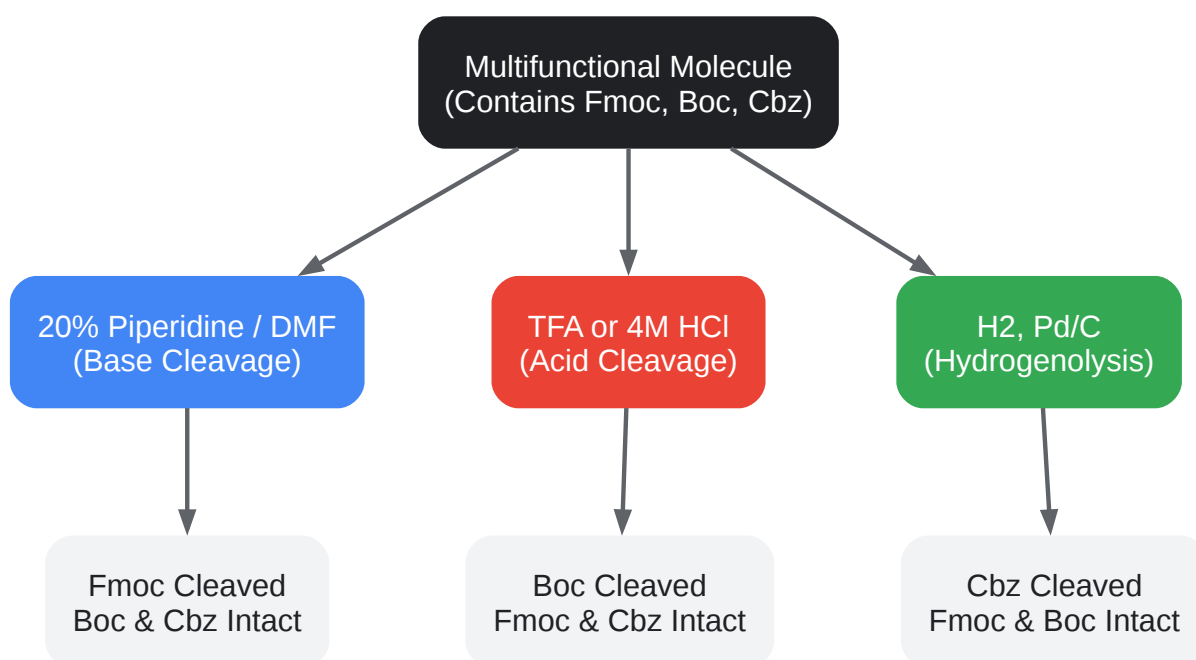 Multifunctional Molecule
(Contains Fmoc, Boc, Cbz)
20% Piperidine / DMF
(Base Cleavage)
TFA or 4M HCl
(Acid Cleavage)
H2, Pd/C
(Hydrogenolysis)
Fmoc Cleaved
Boc & Cbz Intact
Boc Cleaved
Fmoc & Cbz Intact
Cbz Cleaved
Fmoc & Boc Intact